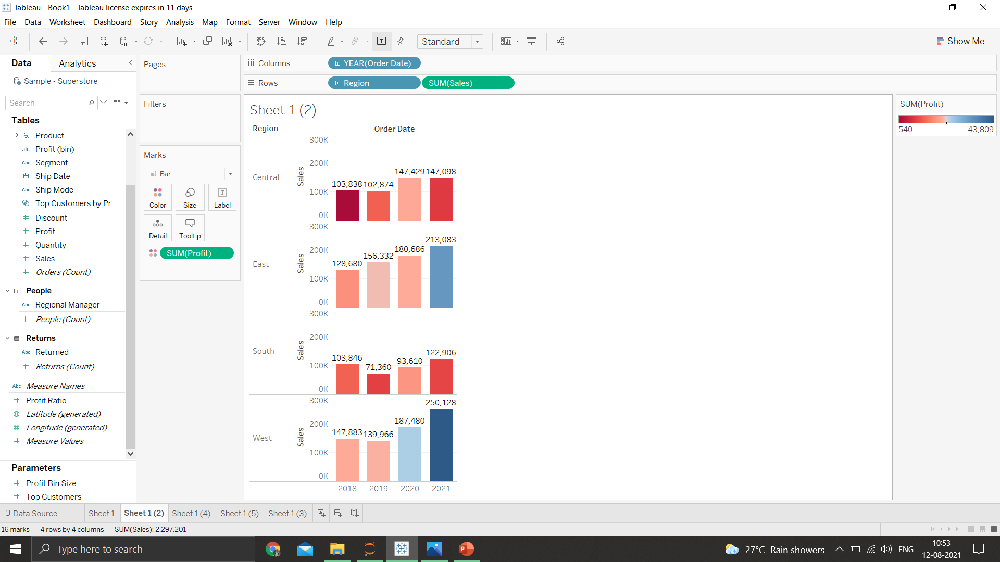 Tableau - Book1 - Tableau license expires in 11 days
File Data Worksheet Dashboard Story Analysis Map Format Server Window Help
Standard
Show Me
Data Analytics
Sample - Superstore
Search
Tables
Product
Profit (bin)
Abc Segment
Ship Date
Abc Ship Mode
Top Customers by Pr...
# Discount
# Profit
# Quantity
# Sales
# Orders (Count)
People
Abc Regional Manager
# People (Count)
Returns
Abc Returned
# Returns (Count)
Abc Measure Names
=# Profit Ratio
Latitude (generated)
Longitude (generated)
# Measure Values
Parameters
# Profit Bin Size
# Top Customers
Pages
Filters
Marks
Bar
Color Size T Label
Detail Tooltip
SUM(Profit)
Columns YEAR(Order Date)
Rows Region SUM(Sales)
Sheet 1 (2)
Region Order Date
Central
Sales
300K
200K
100K
0K
103,838 102,874 147,429 147,098
East
Sales
300K
200K
100K
0K
128,680 156,332 180,686 213,083
South
Sales
300K
200K
100K
0K
103,846 71,360 93,610 122,906
West
Sales
300K
200K
100K
0K
147,883 139,966 187,480 250,128
2018 2019 2020 2021
SUM(Profit)
540 43,809
Data Source Sheet 1 Sheet 1 (2) Sheet 1 (4) Sheet 1 (5) Sheet 1 (3)
16 marks 4 rows by 4 columns SUM(Sales): 2,297,201
Type here to search
P
27°C Rain showers ENG
10:53
12-08-2021